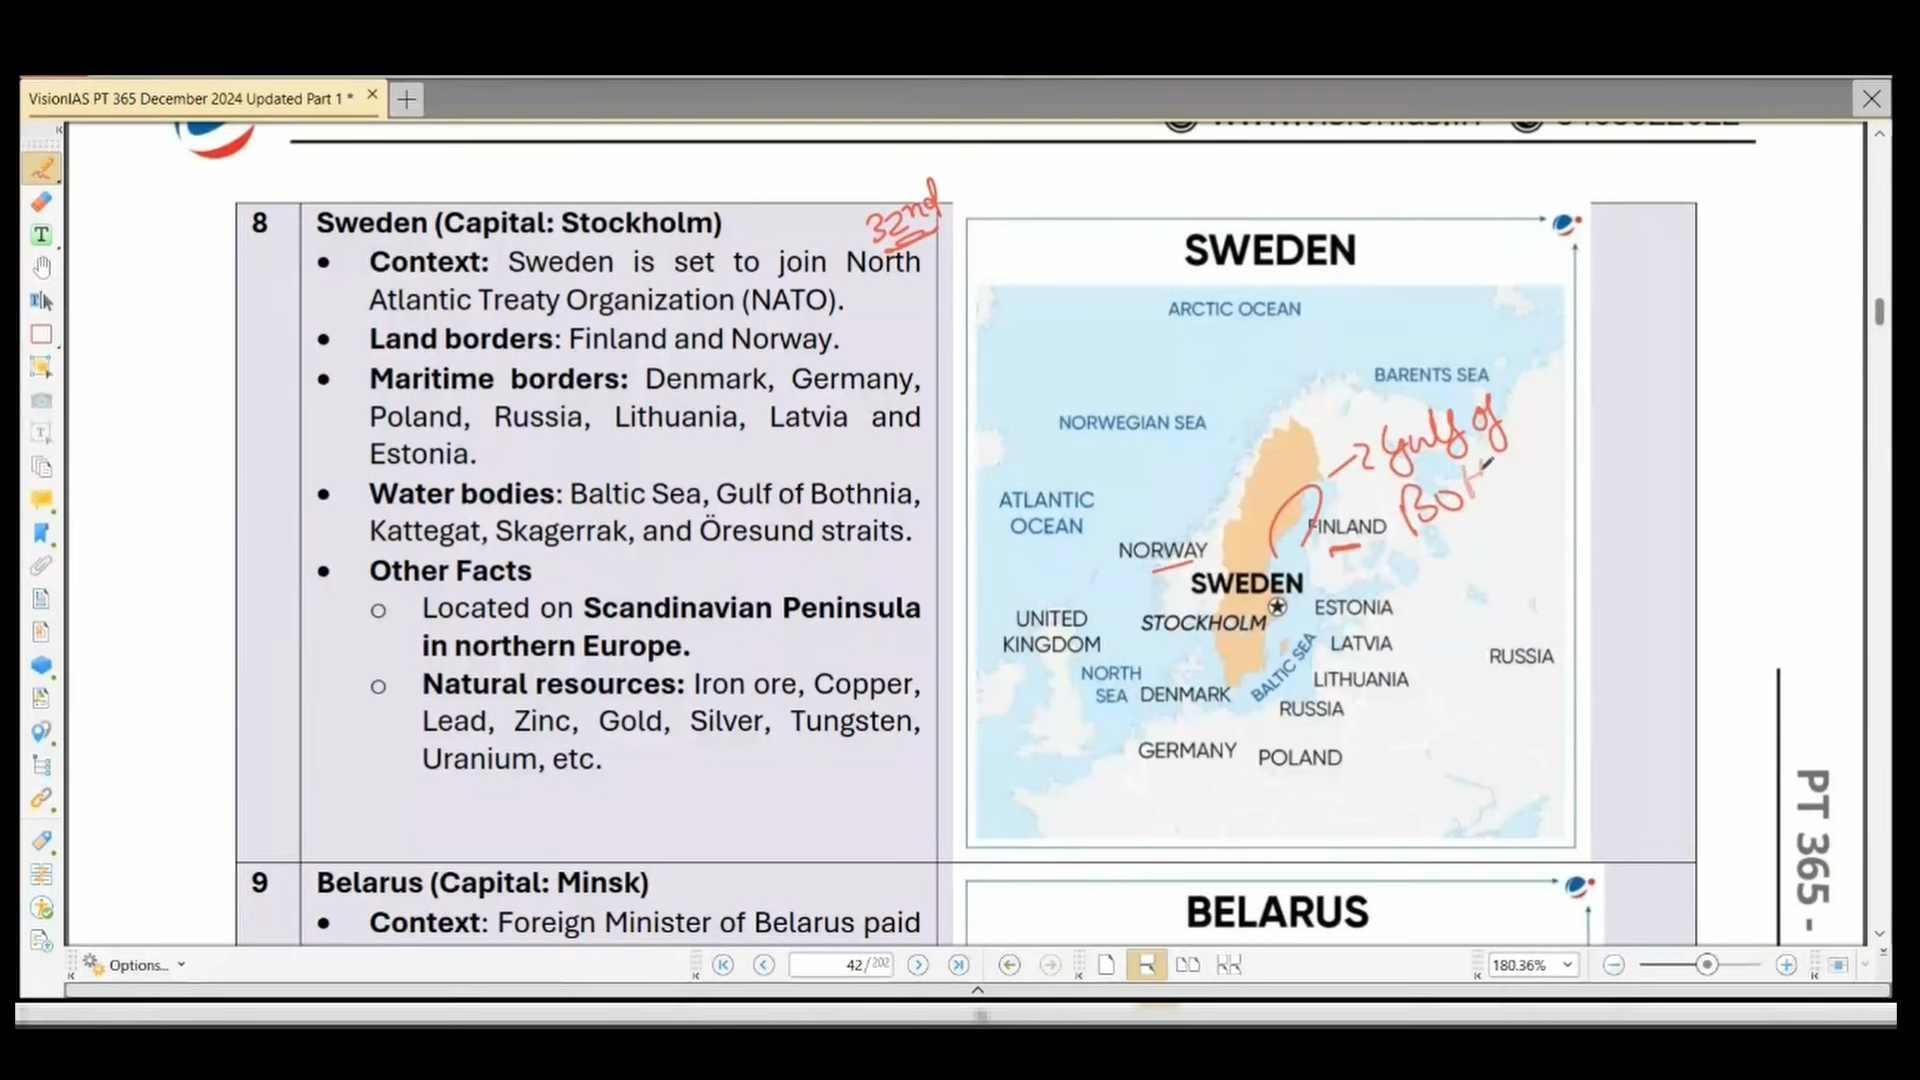 VisionIAS PT 365 December 2024 Updated Part 1 *
8
Sweden (Capital: Stockholm)
32nd
• Context: Sweden is set to join North
Atlantic Treaty Organization (NATO).
• Land borders: Finland and Norway.
• Maritime borders: Denmark, Germany,
Poland, Russia, Lithuania, Latvia and
Estonia.
• Water bodies: Baltic Sea, Gulf of Bothnia,
Kattegat, Skagerrak, and Öresund straits.
• Other Facts
o Located on Scandinavian Peninsula
in northern Europe.
o Natural resources: Iron ore, Copper,
Lead, Zinc, Gold, Silver, Tungsten,
Uranium, etc.
SWEDEN
ARCTIC OCEAN
BARENTS SEA
NORWEGIAN SEA
Gulf of
ATLANTIC
OCEAN
FINLAND
NORWAY
SWEDEN
STOCKHOLM
ESTONIA
UNITED
KINGDOM
LATVIA
RUSSIA
NORTH
SEA
DENMARK
BALTIC SEA
LITHUANIA
RUSSIA
GERMANY
POLAND
9
Belarus (Capital: Minsk)
• Context: Foreign Minister of Belarus paid
BELARUS
PT 365 -
Options...
42 / 202
180.36%